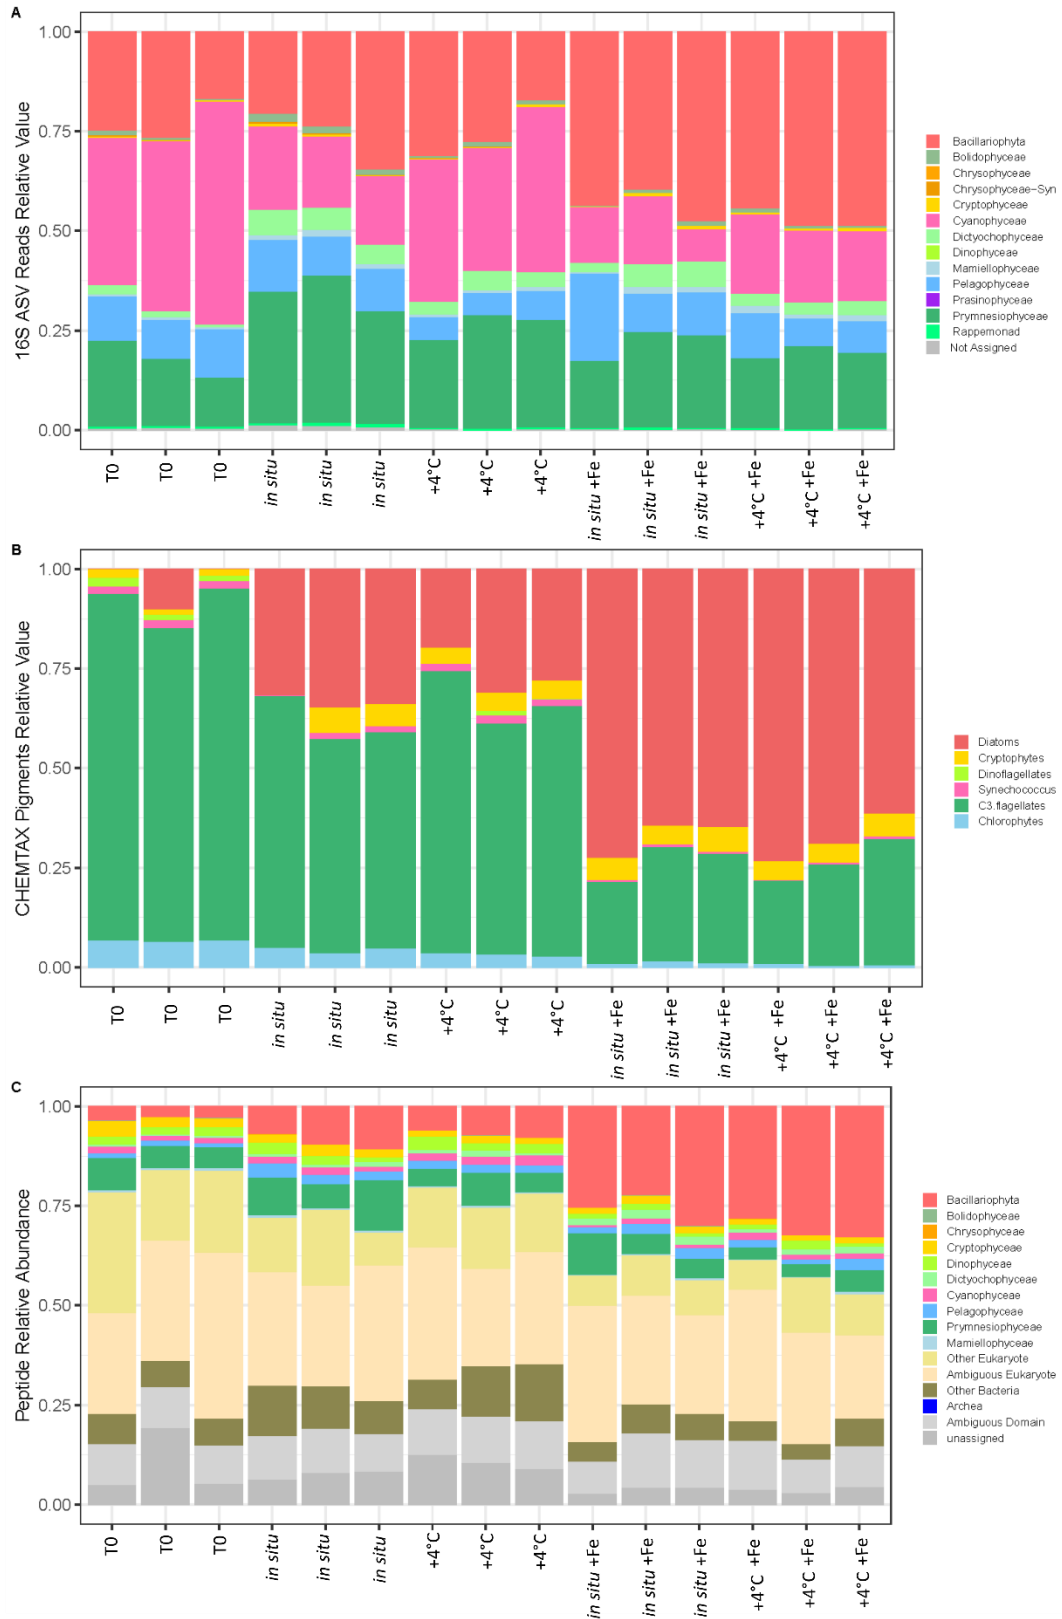 A
16S ASV Reads Relative Value
1.00
0.75
0.50
0.25
0.00
T0
T0
T0
in situ
in situ
in situ
+4°C
+4°C
+4°C
in situ +Fe
in situ +Fe
in situ +Fe
+4°C +Fe
+4°C +Fe
+4°C +Fe
Bacillariophyta
Bolidophyceae
Chrysophyceae
Chrysophyceae-Syn
Cryptophyceae
Cyanophyceae
Dictyochophyceae
Dinophyceae
Mamiellophyceae
Pelagophyceae
Prasinophyceae
Prymnesiophyceae
Rappemonad
Not Assigned
B
CHEMTAX Pigments Relative Value
1.00
0.75
0.50
0.25
0.00
T0
T0
T0
in situ
in situ
in situ
+4°C
+4°C
+4°C
in situ +Fe
in situ +Fe
in situ +Fe
+4°C +Fe
+4°C +Fe
+4°C +Fe
Diatoms
Cryptophytes
Dinoflagellates
Synechococcus
C3.flagellates
Chlorophytes
C
Peptide Relative Abundance
1.00
0.75
0.50
0.25
0.00
T0
T0
T0
in situ
in situ
in situ
+4°C
+4°C
+4°C
in situ +Fe
in situ +Fe
in situ +Fe
+4°C +Fe
+4°C +Fe
+4°C +Fe
Bacillariophyta
Bolidophyceae
Chrysophyceae
Cryptophyceae
Dinophyceae
Dictyochophyceae
Cyanophyceae
Pelagophyceae
Prymnesiophyceae
Mamiellophyceae
Other Eukaryote
Ambiguous Eukaryote
Other Bacteria
Archea
Ambiguous Domain
unassigned